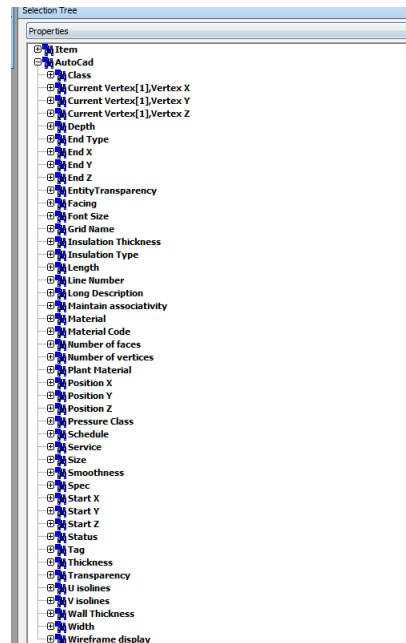 Selection Tree
Properties
Item
AutoCad
Class
Current Vertex[1],Vertex X
Current Vertex[1],Vertex Y
Current Vertex[1],Vertex Z
Depth
End Type
End X
End Y
End Z
EntityTransparency
Facing
Font Size
Grid Name
Insulation Thickness
Insulation Type
Length
Line Number
Long Description
Maintain associativity
Material
Material Code
Number of faces
Number of vertices
Plant Material
Position X
Position Y
Position Z
Pressure Class
Schedule
Service
Size
Smoothness
Spec
Start X
Start Y
Start Z
Status
Tag
Thickness
Transparency
U isolines
V isolines
Wall Thickness
Width
Wireframe display